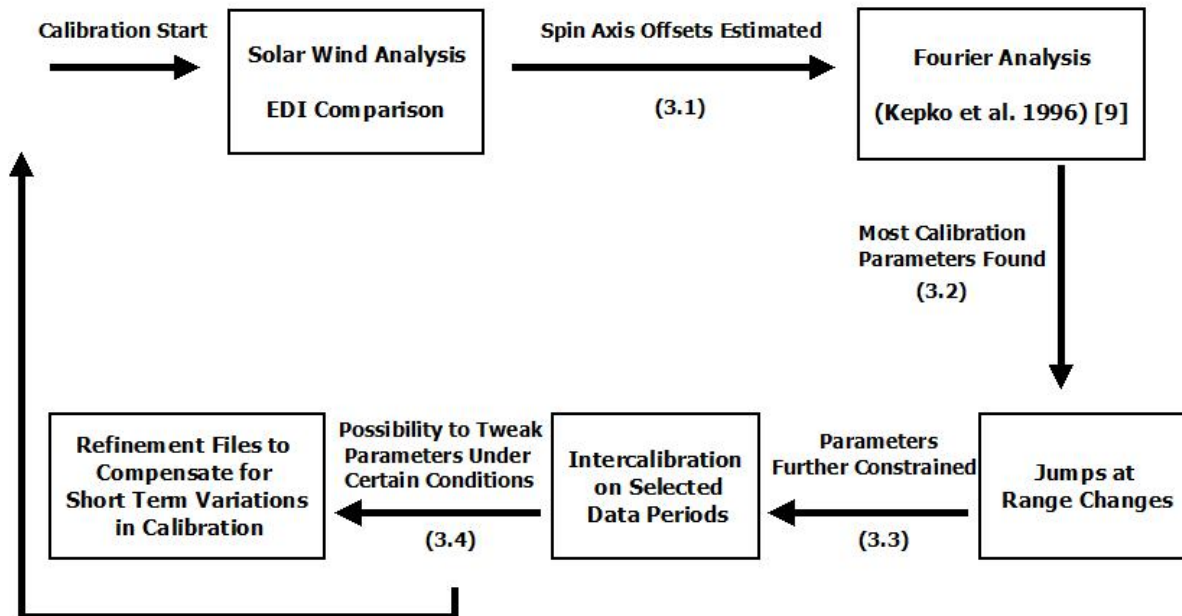 Calibration Start
Solar Wind Analysis
EDI Comparison
Spin Axis Offsets Estimated
(3.1)
Fourier Analysis
(Kepko et al. 1996) [9]
Most Calibration
Parameters Found
(3.2)
Jumps at
Range Changes
Parameters
Further Constrained
(3.3)
Intercalibration
on Selected
Data Periods
Possibility to Tweak
Parameters Under
Certain Conditions
(3.4)
Refinement Files to
Compensate for
Short Term Variations
in Calibration